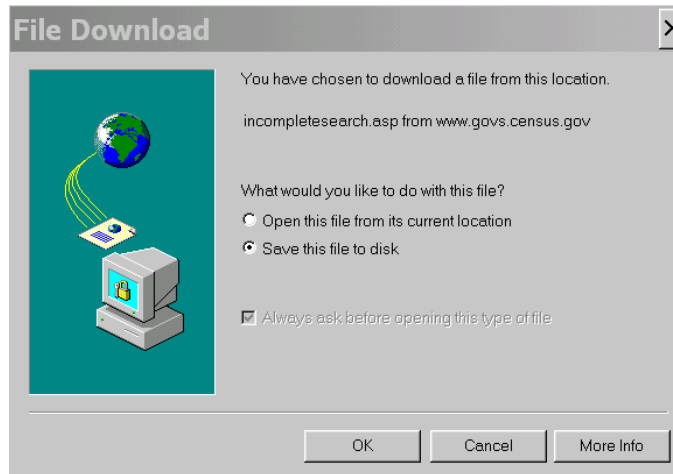 File Download
You have chosen to download a file from this location.
incompletesearch.asp from www.govs.census.gov
What would you like to do with this file?
Open this file from its current location
Save this file to disk
Always ask before opening this type of file
OK
Cancel
More Info